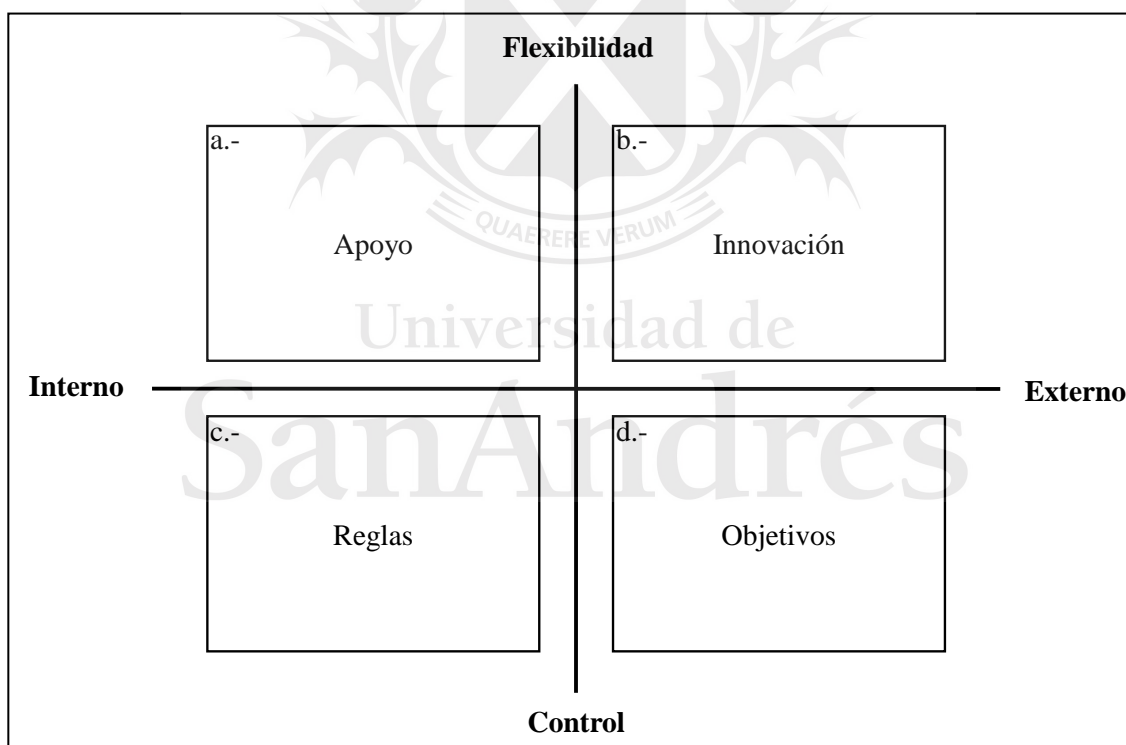 Flexibilidad
a.-
b.-
Apoyo
Innovación
QUAERERE VERUM
Universidad de
Interno
Externo
SanAndrés
c.-
d.-
Reglas
Objetivos
Control